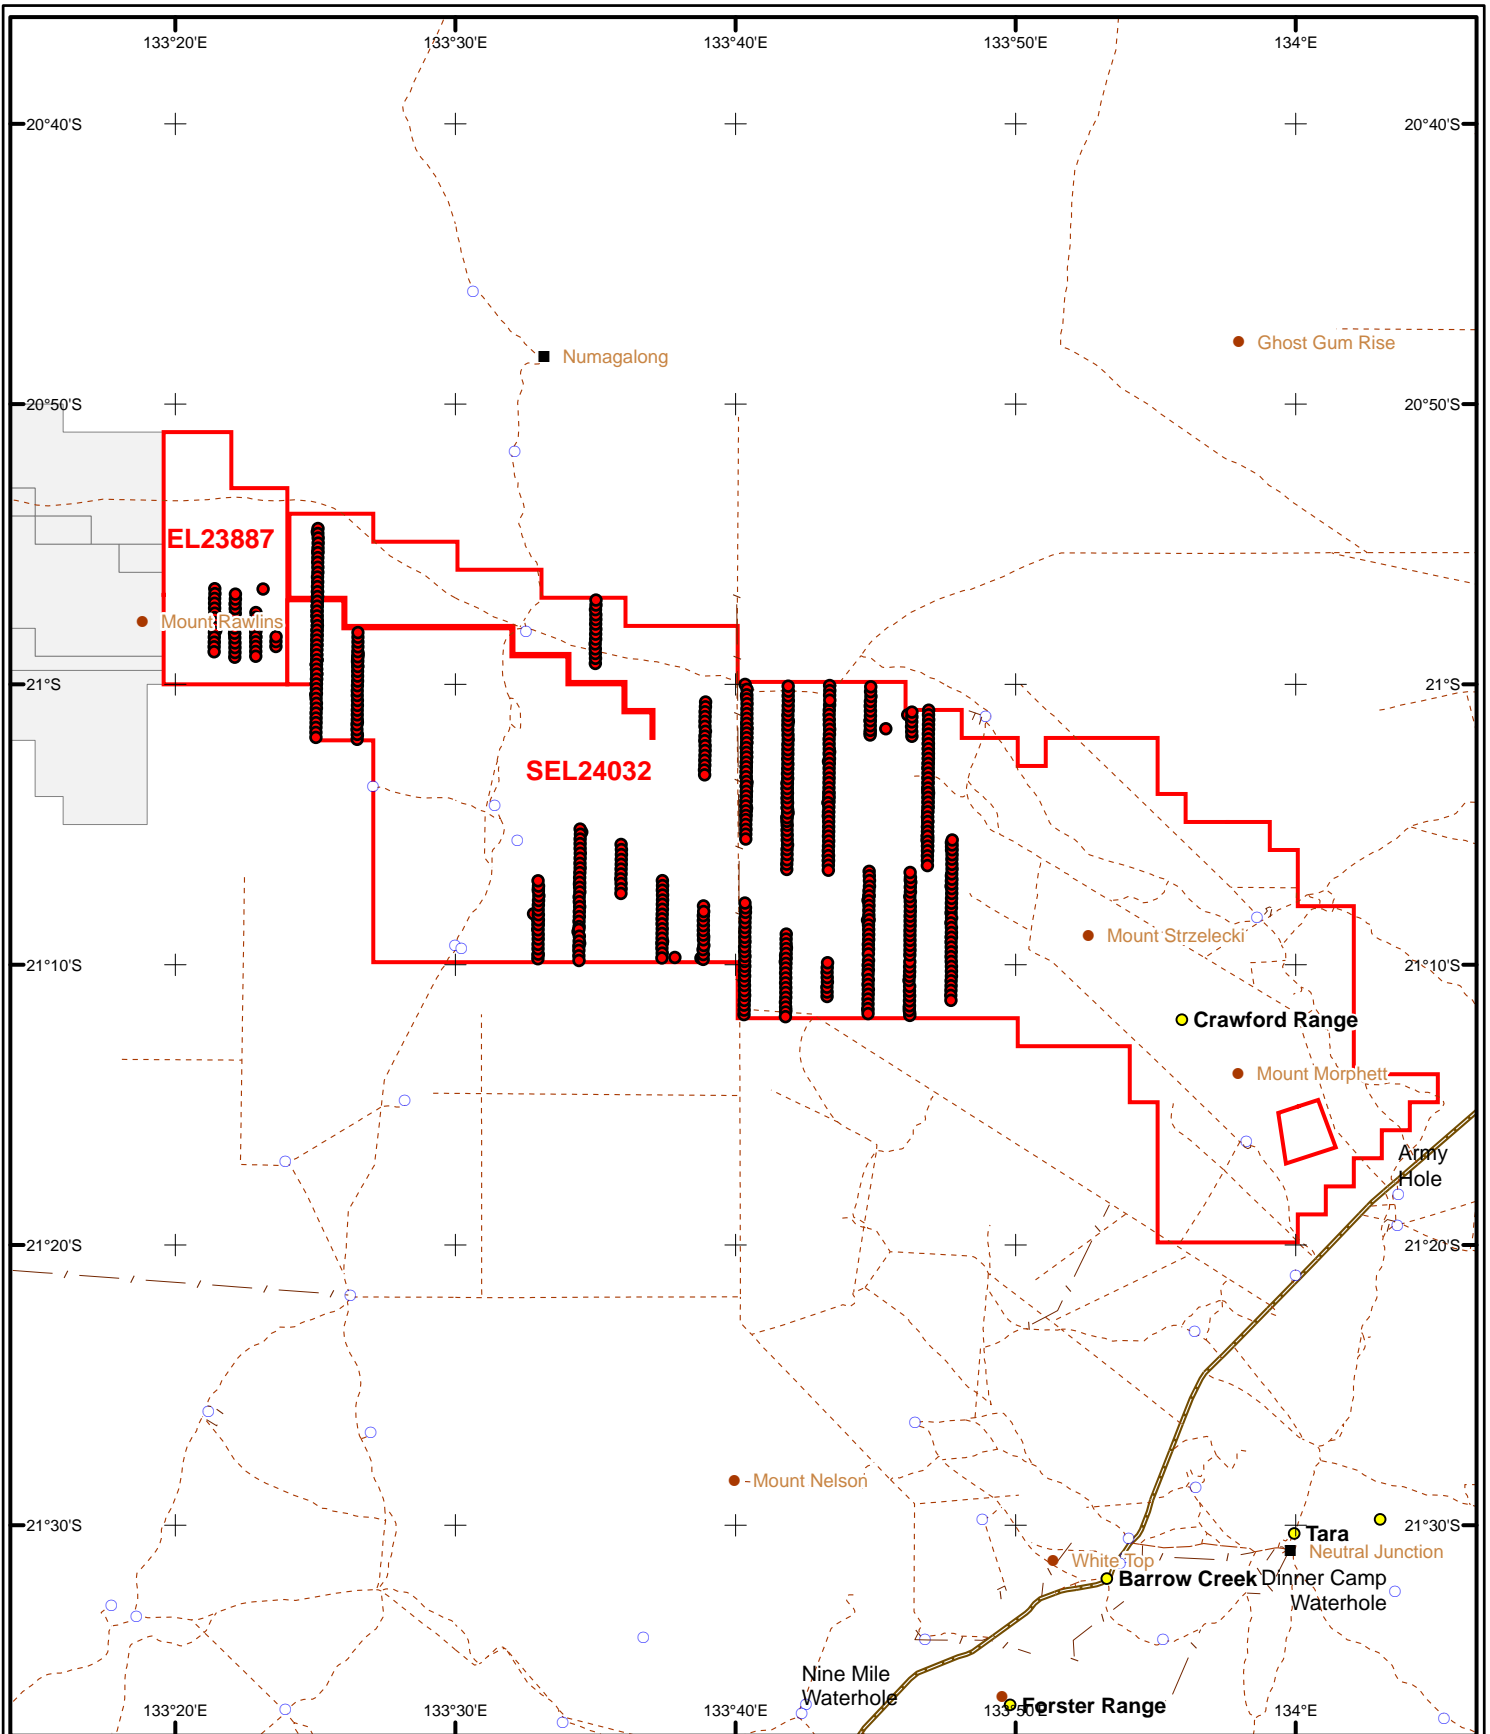 133°20'E
133°30'E
133°40'E
133°50'E
134°E
20°40'S
20°40'S
Ghost Gum Rise
Numagalong
20°50'S
20°50'S
EL23887
Mount Rawlins
21°S
21°S
SEL24032
Mount Strzelecki
21°10'S
21°10'S
Crawford Range
Mount Morphett
Army
Hole
21°20'S
21°20'S
Mount Nelson
21°30'S
21°30'S
Tara
Neutral Junction
White Top
Barrow Creek
Dinner Camp
Waterhole
Nine Mile
Waterhole
Forster Range
133°20'E
133°30'E
133°40'E
133°50'E
134°E